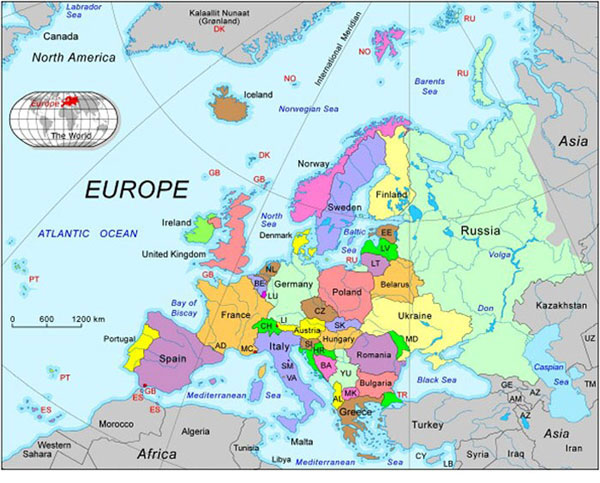 Labrador
Sea
Canada
North America
Kalaallit Nunaat
(Grønland)
DK
International Meridian
NO
RU
Barents
Sea
RU
NO
Iceland
Norwegian Sea
Europe
The World
Asia
EUROPE
DK
GB
GB
Norway
Sweden
Finland
Russia
ATLANTIC OCEAN
Ireland
United Kingdom
GB
North
Sea
Denmark
Baltic
Sea
RU
EE
LV
LT
Belarus
Volga
PT
NL
BE
LU
Germany
Poland
Ukraine
Don
Kazakhstan
Bay of
Biscay
France
CZ
SK
LI
CH
Austria
Hungary
MD
0 600 1200 km
Portugal
Spain
AD
MC
Italy
SI
HR
BA
YU
Romania
UZ
Caspian
Sea
SM
VA
Bulgaria
Black Sea
GE
AZ
AM
AZ
TM
PT
GB
ES
ES
ES
Mediterranean Sea
AL
MK
TR
Greece
Turkey
Asia
Morocco
Algeria
Tunisia
Malta
Western
Sahara
Africa
Libya
Mediterranean Sea
CY
LB
Syria
Iraq
Iran